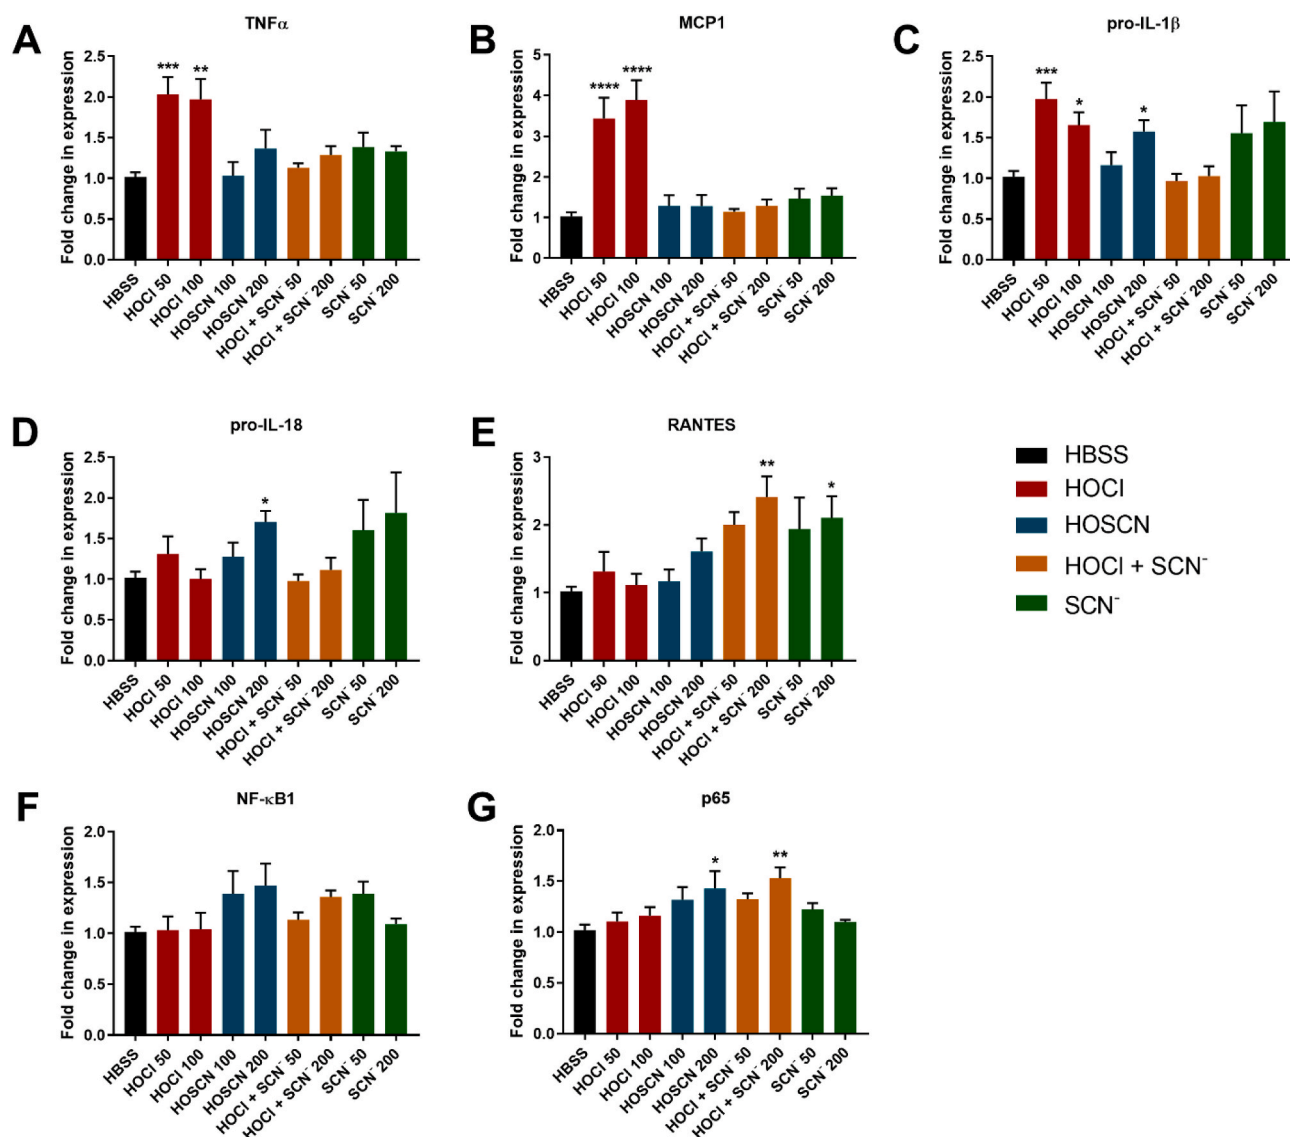 A
TNFα
Fold change in expression
2.5
2.0
1.5
1.0
0.5
0.0
***
**
HBSS
HOCl 50
HOCl 100
HOSCN 100
HOSCN 200
HOCl + SCN⁻ 50
HOCl + SCN⁻ 200
SCN⁻ 50
SCN⁻ 200
B
MCP1
Fold change in expression
5
4
3
2
1
0
****
****
HBSS
HOCl 50
HOCl 100
HOSCN 100
HOSCN 200
HOCl + SCN⁻ 50
HOCl + SCN⁻ 200
SCN⁻ 50
SCN⁻ 200
C
pro-IL-1β
Fold change in expression
2.5
2.0
1.5
1.0
0.5
0.0
***
*
*
HBSS
HOCl 50
HOCl 100
HOSCN 100
HOSCN 200
HOCl + SCN⁻ 50
HOCl + SCN⁻ 200
SCN⁻ 50
SCN⁻ 200
D
pro-IL-18
Fold change in expression
2.5
2.0
1.5
1.0
0.5
0.0
*
HBSS
HOCl 50
HOCl 100
HOSCN 100
HOSCN 200
HOCl + SCN⁻ 50
HOCl + SCN⁻ 200
SCN⁻ 50
SCN⁻ 200
E
RANTES
Fold change in expression
3
2
1
0
**
*
HBSS
HOCl 50
HOCl 100
HOSCN 100
HOSCN 200
HOCl + SCN⁻ 50
HOCl + SCN⁻ 200
SCN⁻ 50
SCN⁻ 200
HBSS
HOCl
HOSCN
HOCl + SCN⁻
SCN⁻
F
NF-κB1
Fold change in expression
2.0
1.5
1.0
0.5
0.0
HBSS
HOCl 50
HOCl 100
HOSCN 100
HOSCN 200
HOCl + SCN⁻ 50
HOCl + SCN⁻ 200
SCN⁻ 50
SCN⁻ 200
G
p65
Fold change in expression
2.0
1.5
1.0
0.5
0.0
*
**
HBSS
HOCl 50
HOCl 100
HOSCN 100
HOSCN 200
HOCl + SCN⁻ 50
HOCl + SCN⁻ 200
SCN⁻ 50
SCN⁻ 200